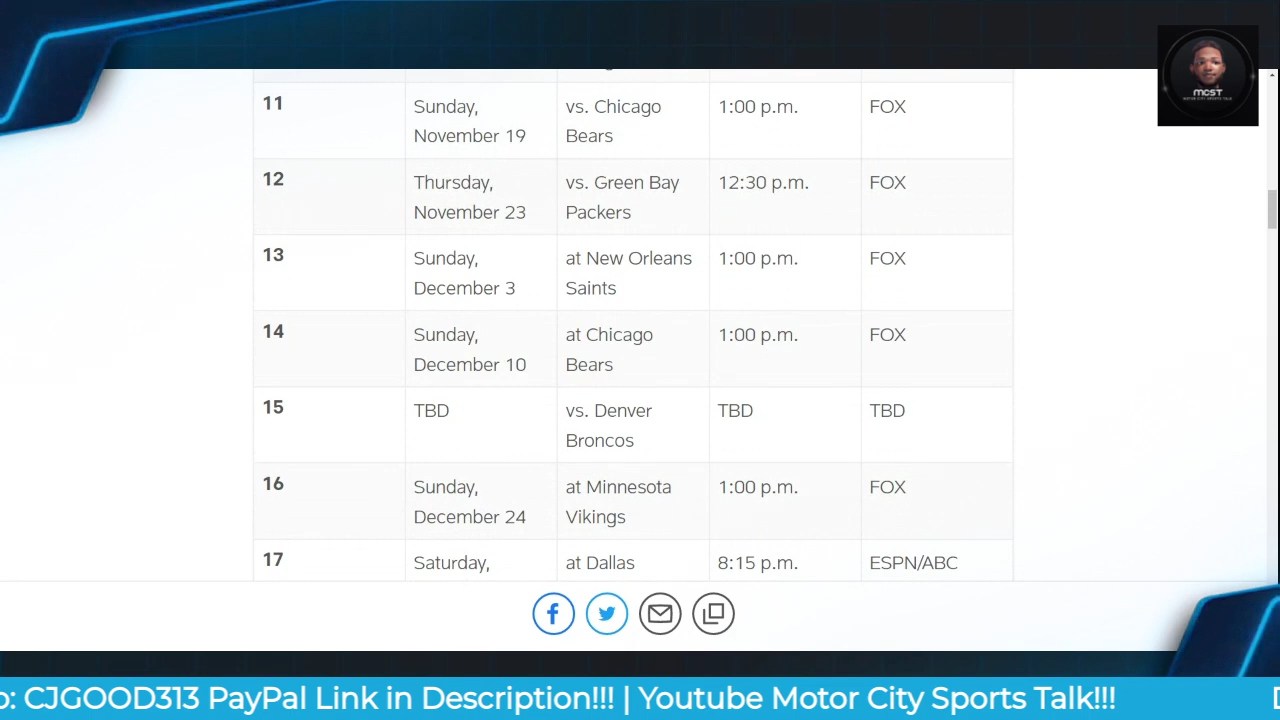 MCST
MOTOR CITY SPORTS TALK
11
Sunday,
November 19
vs. Chicago
Bears
1:00 p.m.
FOX
12
Thursday,
November 23
vs. Green Bay
Packers
12:30 p.m.
FOX
13
Sunday,
December 3
at New Orleans
Saints
1:00 p.m.
FOX
14
Sunday,
December 10
at Chicago
Bears
1:00 p.m.
FOX
15
TBD
vs. Denver
Broncos
TBD
TBD
16
Sunday,
December 24
at Minnesota
Vikings
1:00 p.m.
FOX
17
Saturday,
at Dallas
8:15 p.m.
ESPN/ABC
: CJGOOD313 PayPal Link in Description!!! | Youtube Motor City Sports Talk!!!